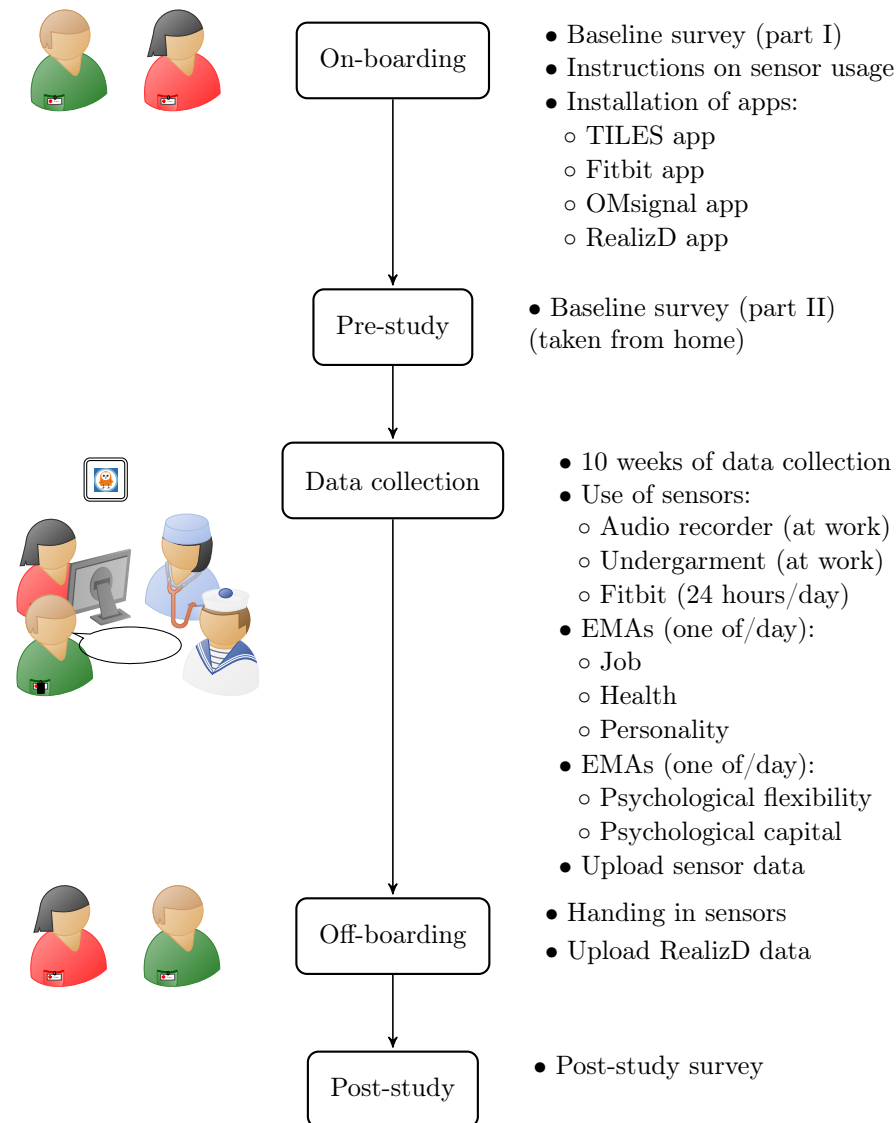 On-boarding
• Baseline survey (part I)
• Instructions on sensor usage
• Installation of apps:
○ TILES app
○ Fitbit app
○ OMsignal app
○ RealizD app
Pre-study
• Baseline survey (part II)
(taken from home)
Data collection
• 10 weeks of data collection
• Use of sensors:
○ Audio recorder (at work)
○ Undergarment (at work)
○ Fitbit (24 hours/day)
• EMAs (one of/day):
○ Job
○ Health
○ Personality
• EMAs (one of/day):
○ Psychological flexibility
○ Psychological capital
• Upload sensor data
Off-boarding
• Handing in sensors
• Upload RealizD data
Post-study
• Post-study survey